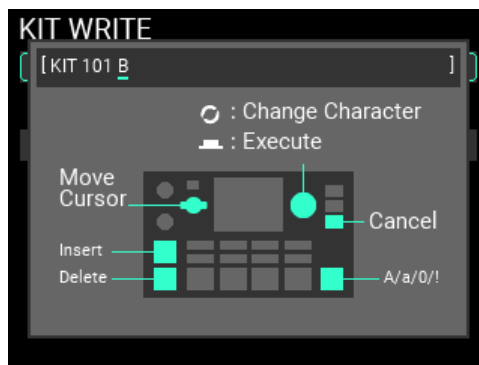 KIT WRITE
[ KIT 101 B ]
: Change Character
: Execute
Move
Cursor
Cancel
Insert
Delete
A/a/0/!